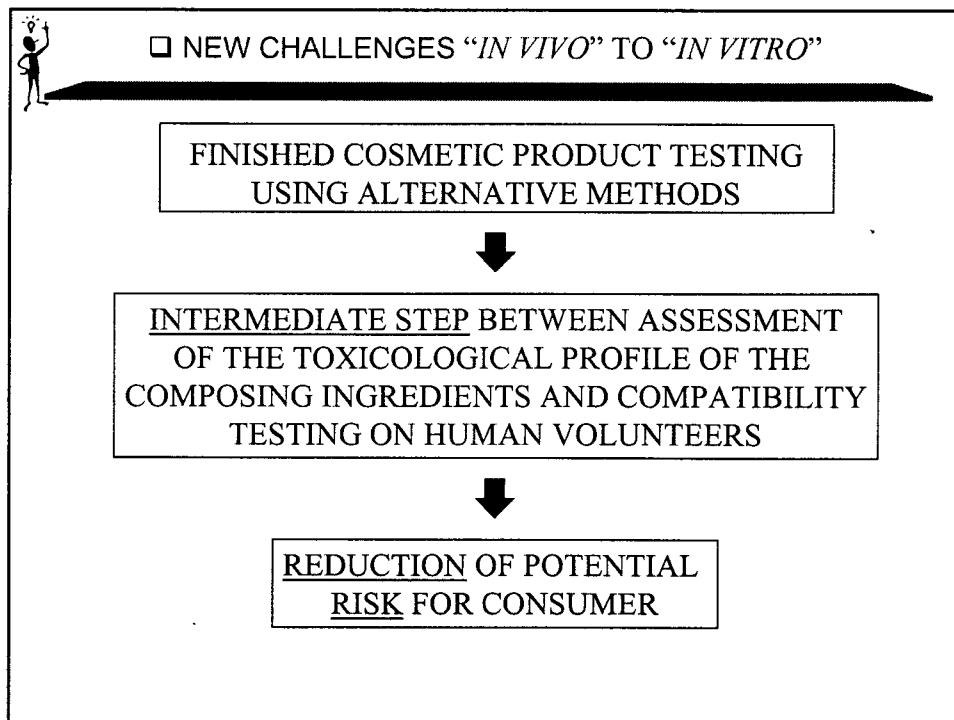 ❑ NEW CHALLENGES “IN VIVO” TO “IN VITRO”
FINISHED COSMETIC PRODUCT TESTING
USING ALTERNATIVE METHODS
INTERMEDIATE STEP BETWEEN ASSESSMENT
OF THE TOXICOLOGICAL PROFILE OF THE
COMPOSING INGREDIENTS AND COMPATIBILITY
TESTING ON HUMAN VOLUNTEERS
REDUCTION OF POTENTIAL
RISK FOR CONSUMER